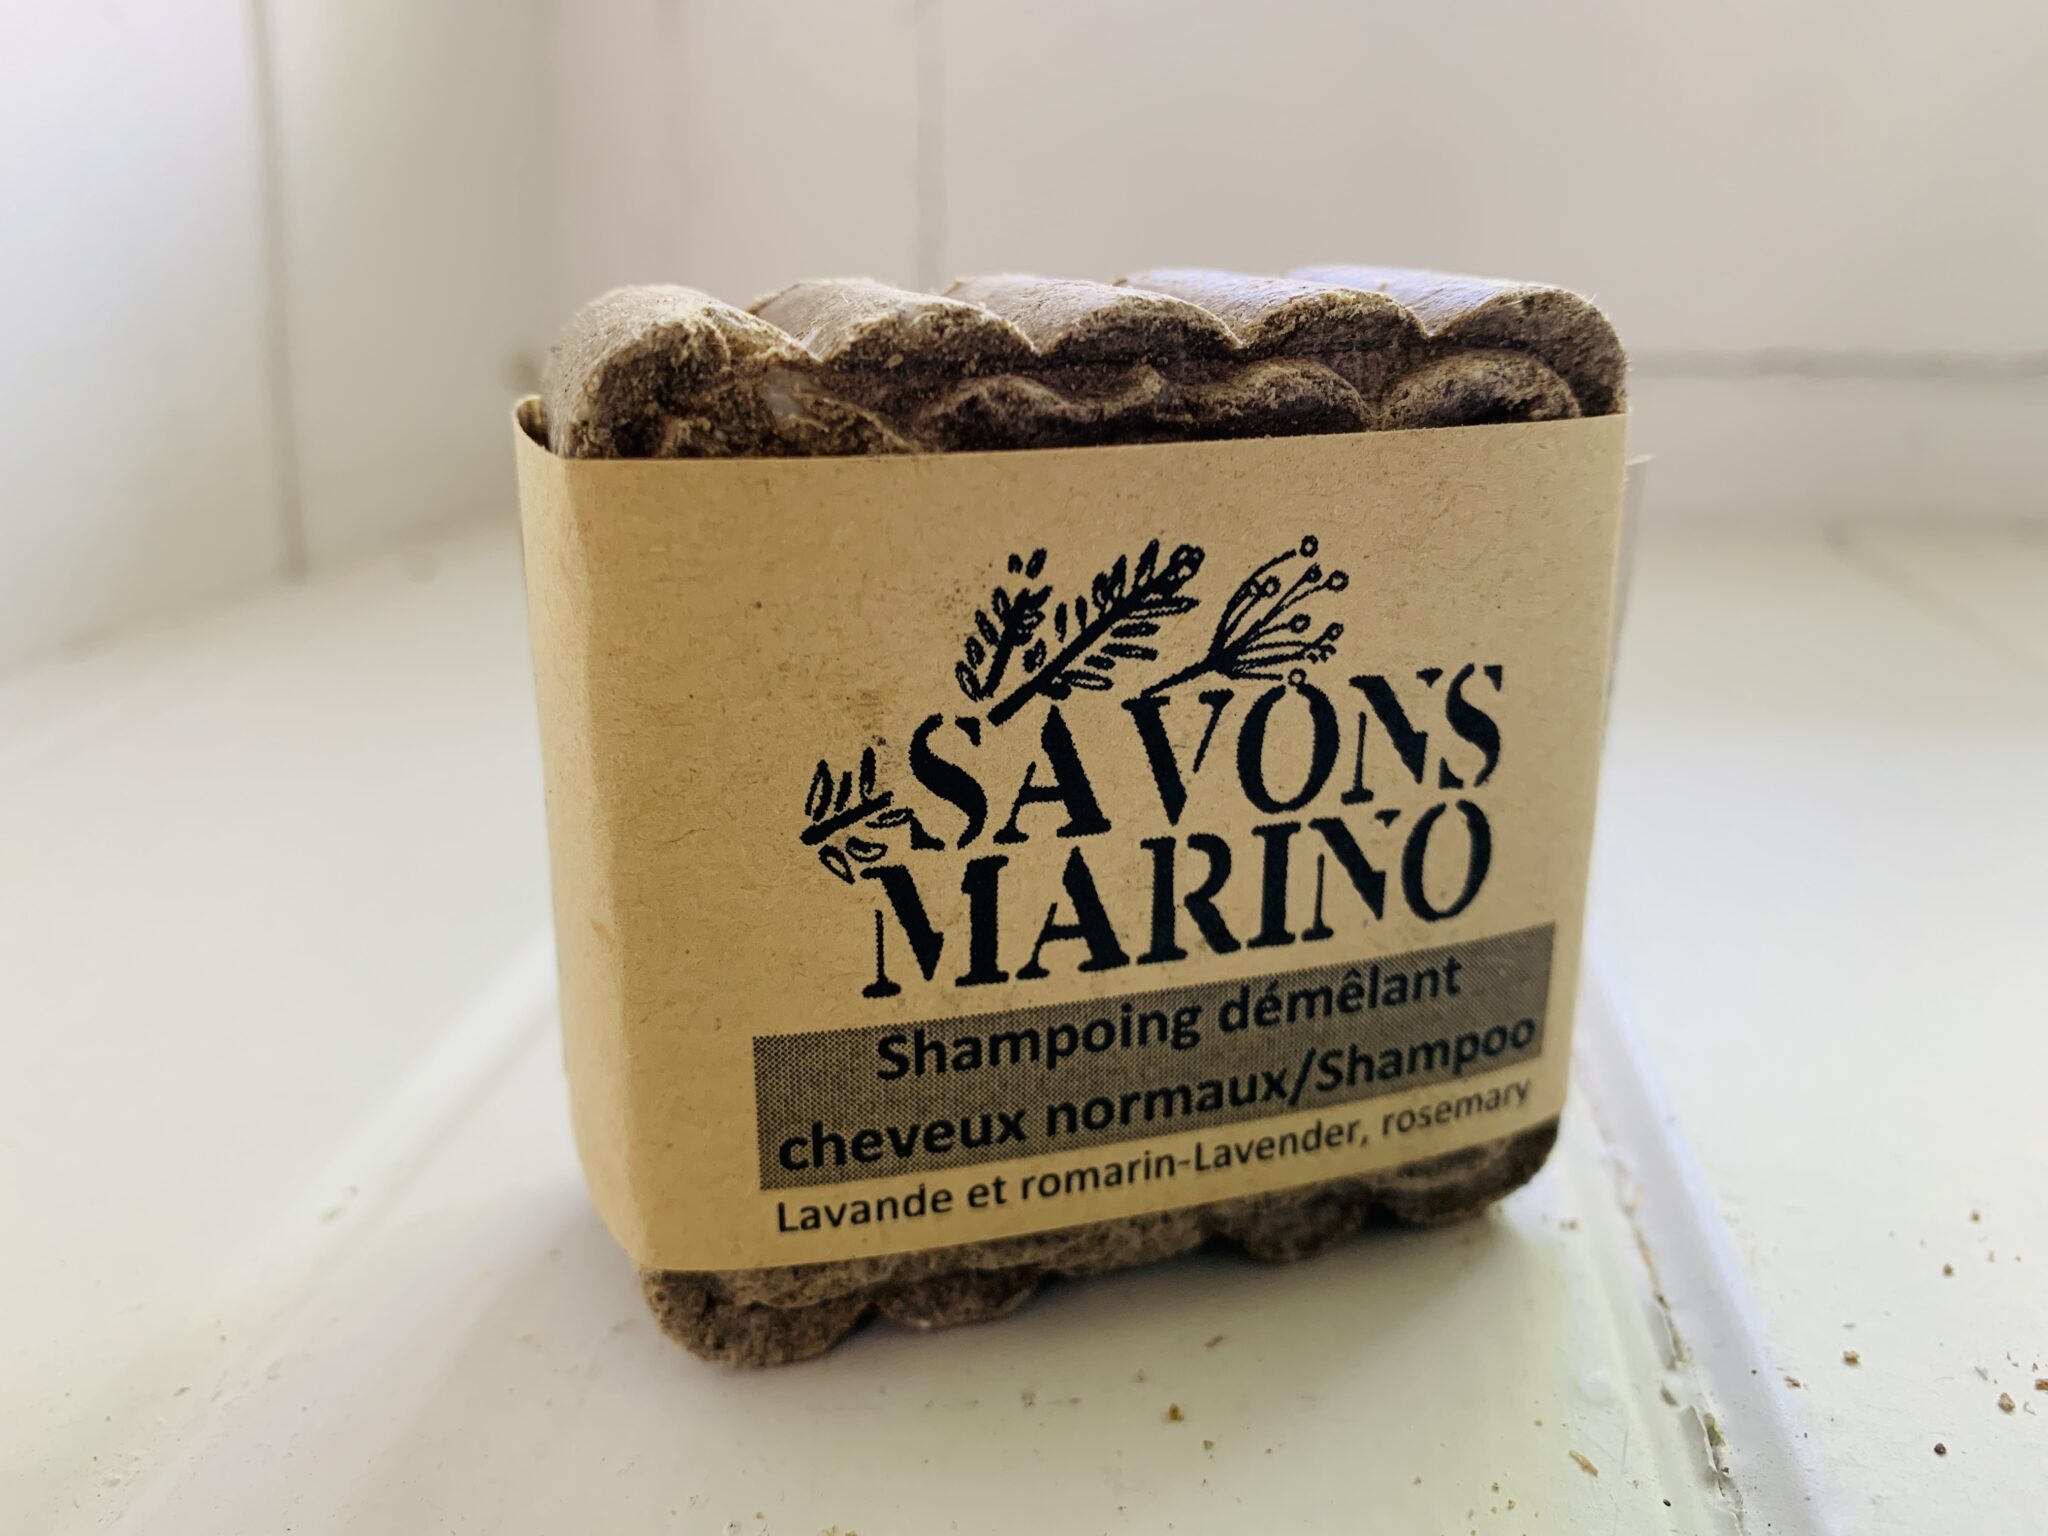 SAVONS
MARINO
Shampoing démêlant
cheveux normaux/Shampoo
Lavande et romarin-Lavender, rosemary